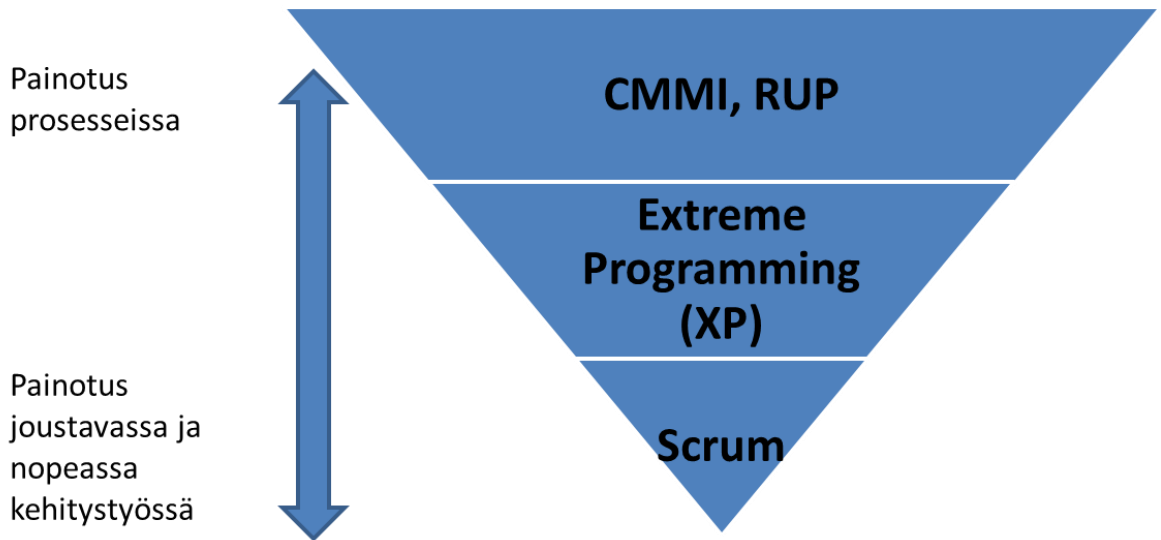 Painotus
prosesseissa
CMMI, RUP
Extreme
Programming
(XP)
Painotus
joustavassa ja
nopeassa
kehitystyössä
Scrum